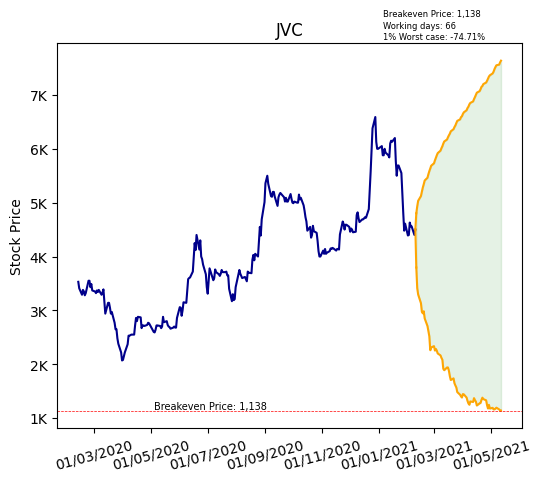 Breakeven Price: 1,138
Working days: 66
1% Worst case: -74.71%
JVC
Stock Price
7K
6K
5K
4K
3K
2K
1K
Breakeven Price: 1,138
01/03/2020
01/05/2020
01/07/2020
01/09/2020
01/11/2020
01/01/2021
01/03/2021
01/05/2021